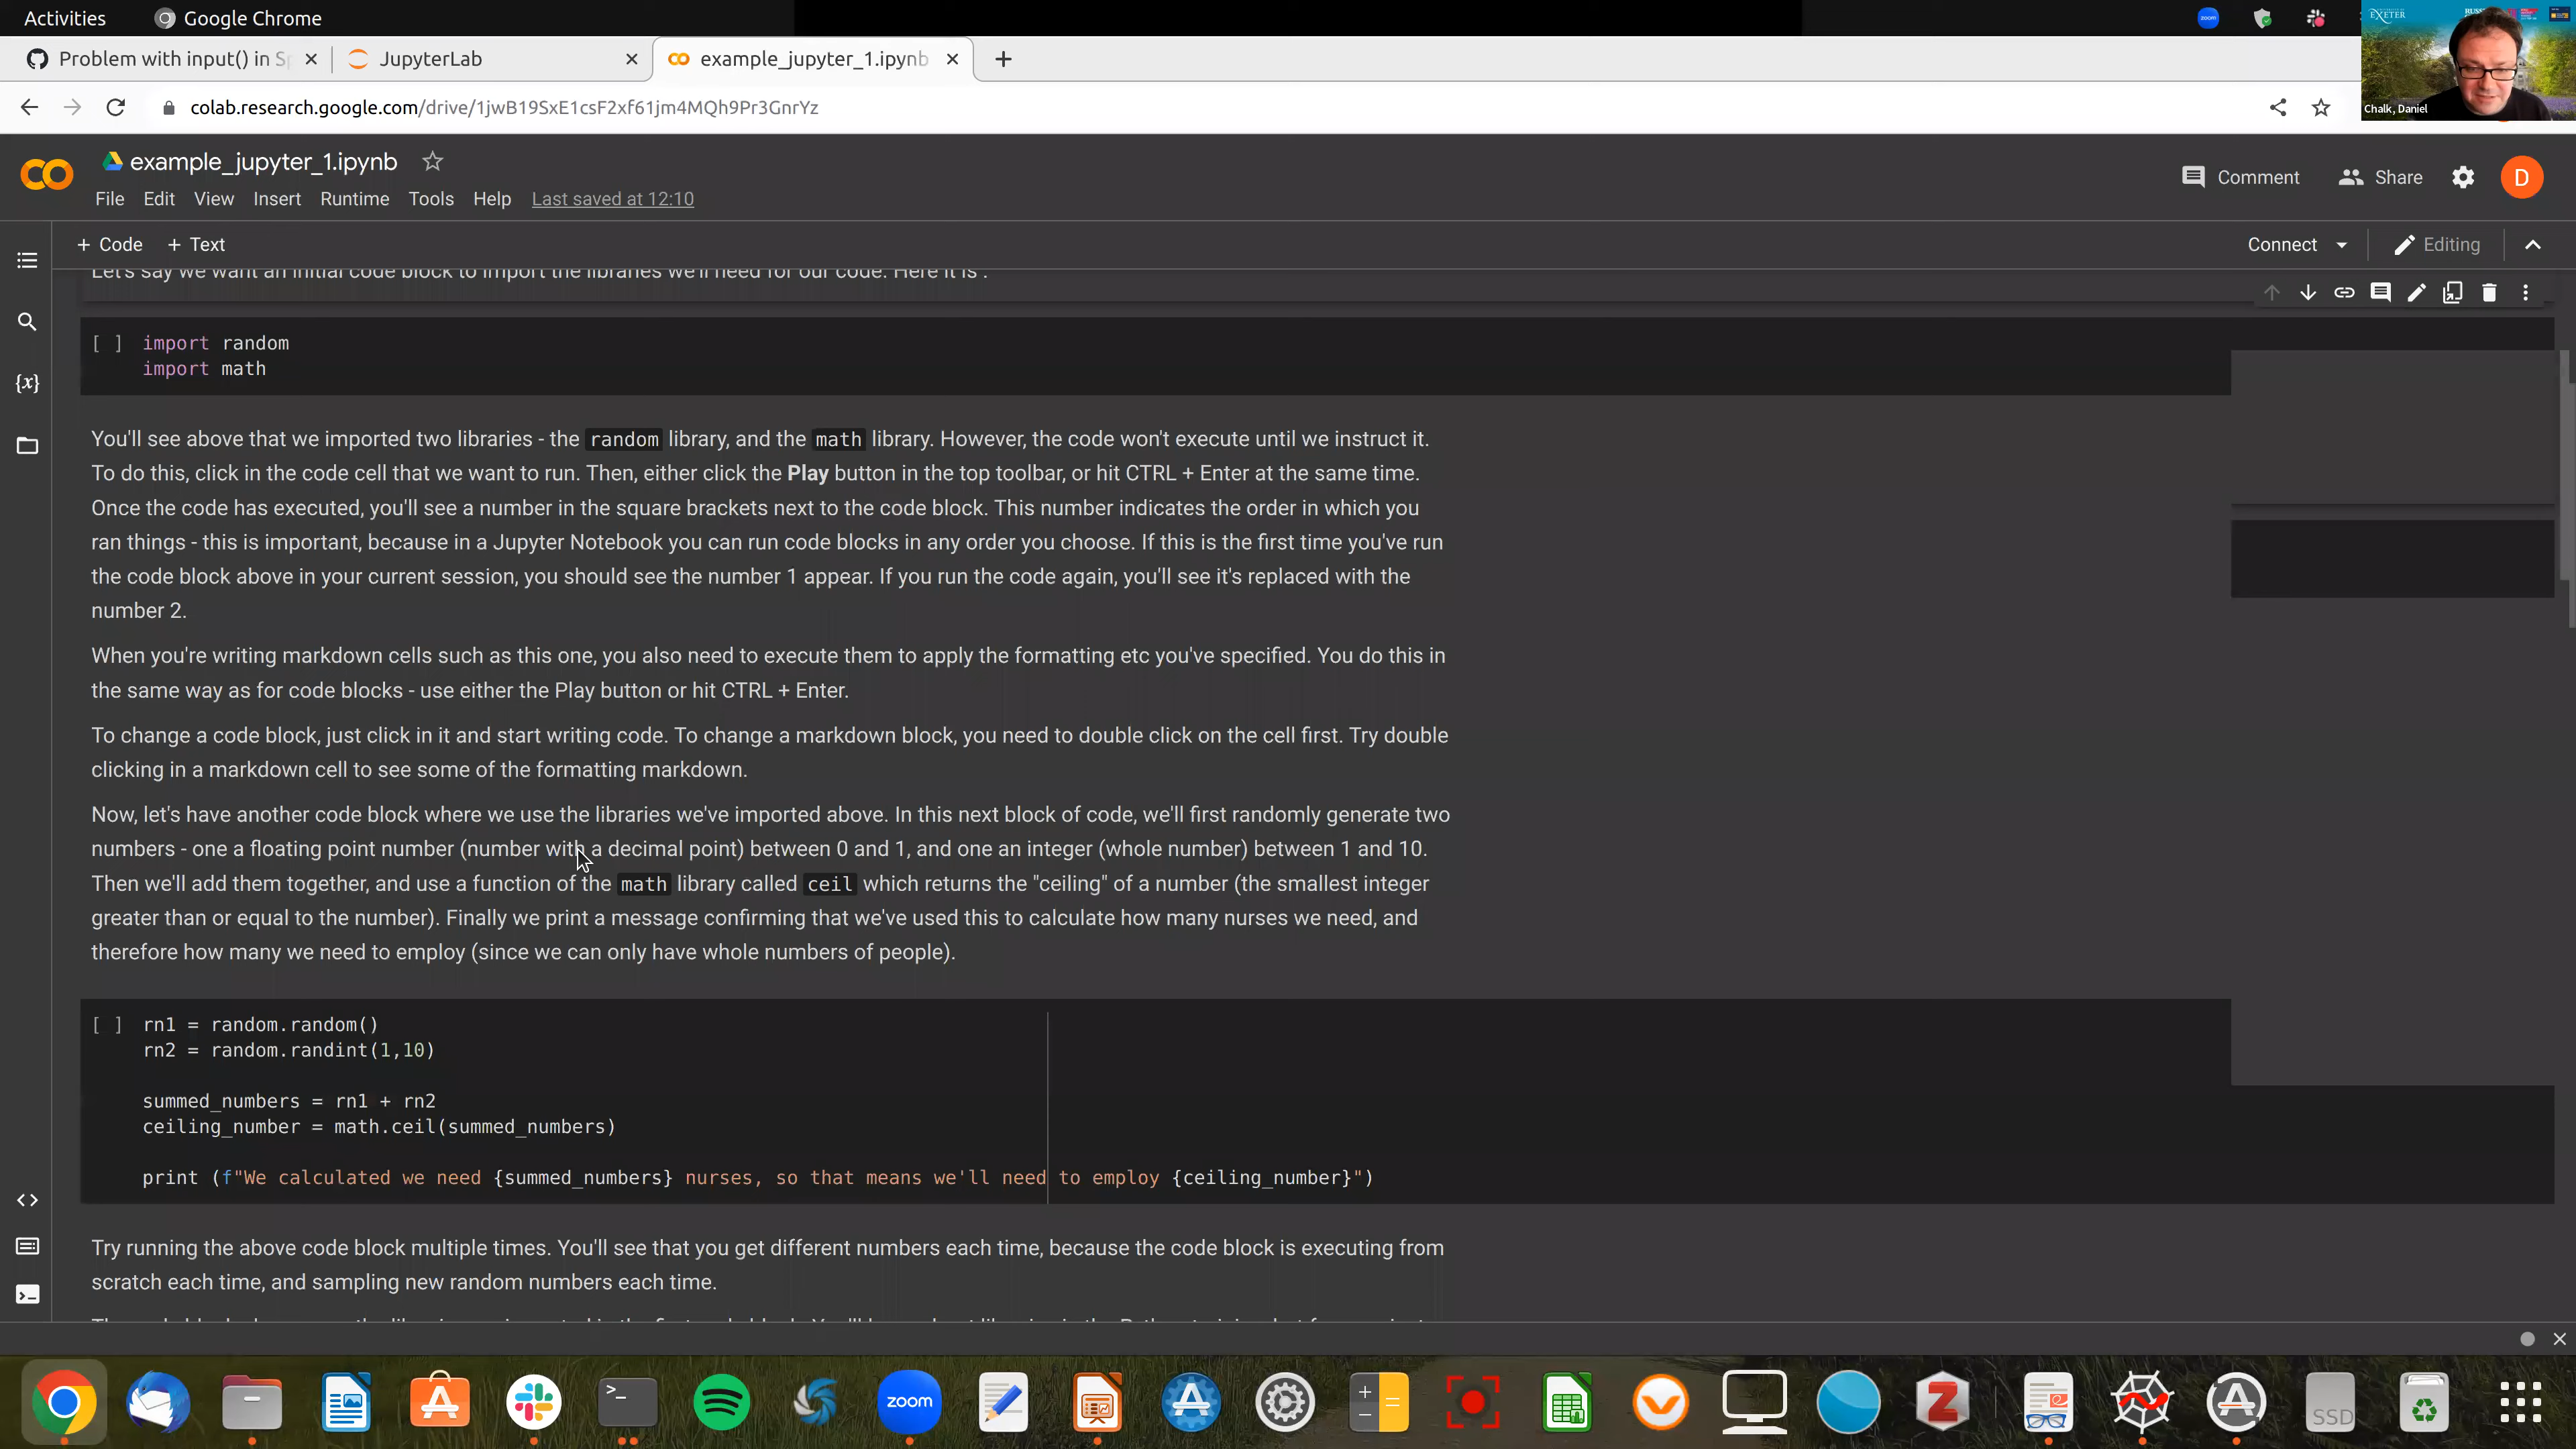 Activities Google Chrome
Problem with input() in Sp JupyterLab example_jupyter_1.ipynb
colab.research.google.com/drive/1jwB19SxE1csF2xf61jm4MQh9Pr3GnrYz
EXETER
Chalk, Daniel
example_jupyter_1.ipynb
File Edit View Insert Runtime Tools Help Last saved at 12:10
Comment Share D
+ Code + Text
Connect Editing
Let's say we want an initial code block to import the libraries we'll need for our code. Here it is :
[ ] import random
import math
You'll see above that we imported two libraries - the random library, and the math library. However, the code won't execute until we instruct it.
To do this, click in the code cell that we want to run. Then, either click the Play button in the top toolbar, or hit CTRL + Enter at the same time.
Once the code has executed, you'll see a number in the square brackets next to the code block. This number indicates the order in which you
ran things - this is important, because in a Jupyter Notebook you can run code blocks in any order you choose. If this is the first time you've run
the code block above in your current session, you should see the number 1 appear. If you run the code again, you'll see it's replaced with the
number 2.
When you're writing markdown cells such as this one, you also need to execute them to apply the formatting etc you've specified. You do this in
the same way as for code blocks - use either the Play button or hit CTRL + Enter.
To change a code block, just click in it and start writing code. To change a markdown block, you need to double click on the cell first. Try double
clicking in a markdown cell to see some of the formatting markdown.
Now, let's have another code block where we use the libraries we've imported above. In this next block of code, we'll first randomly generate two
numbers - one a floating point number (number with a decimal point) between 0 and 1, and one an integer (whole number) between 1 and 10.
Then we'll add them together, and use a function of the math library called ceil which returns the "ceiling" of a number (the smallest integer
greater than or equal to the number). Finally we print a message confirming that we've used this to calculate how many nurses we need, and
therefore how many we need to employ (since we can only have whole numbers of people).
[ ] rn1 = random.random()
rn2 = random.randint(1,10)
summed_numbers = rn1 + rn2
ceiling_number = math.ceil(summed_numbers)
print (f"We calculated we need {summed_numbers} nurses, so that means we'll need to employ {ceiling_number}")
Try running the above code block multiple times. You'll see that you get different numbers each time, because the code block is executing from
scratch each time, and sampling new random numbers each time.
zoom
SSD